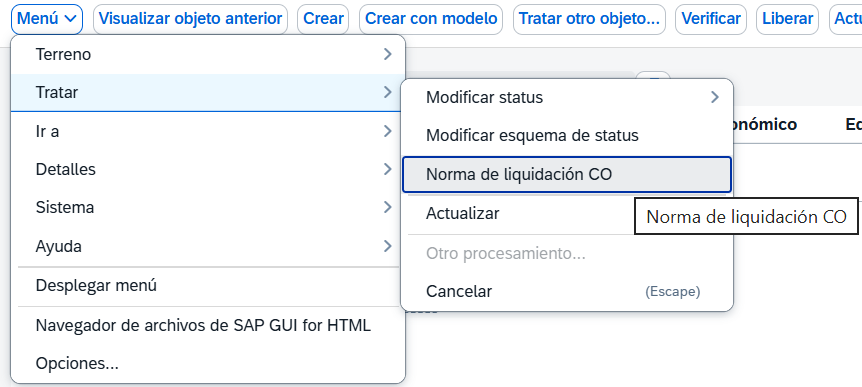 Menú Visualizar objeto anterior Crear Crear con modelo Tratar otro objeto... Verificar Liberar
Terreno
Tratar
Modificar status
onómico
Ir a
Modificar esquema de status
Detalles
Norma de liquidación CO
Sistema
Actualizar
Norma de liquidación CO
Ayuda
Otro procesamiento...
Desplegar menú
Cancelar (Escape)
Navegador de archivos de SAP GUI for HTML
Opciones...